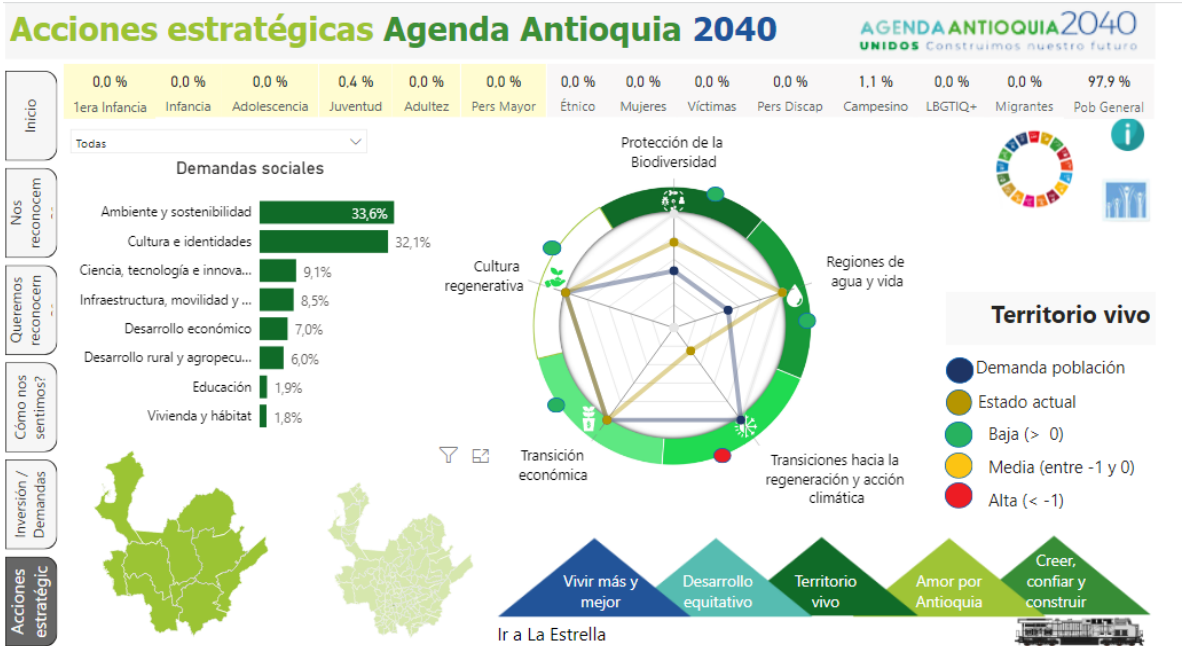 Acciones estratégicas Agenda Antioquia 2040
AGENDA ANTIOQUIA 2040
UNIDOS Construimos nuestro futuro
0,0 % 0,0 % 0,0 % 0,4 % 0,0 % 0,0 % 0,0 % 0,0 % 0,0 % 0,0 % 1,1 % 0,0 % 0,0 % 97,9 %
1era Infancia Infancia Adolescencia Juventud Adultez Pers Mayor Étnico Mujeres Víctimas Pers Discap Campesino LBGTIQ+ Migrantes Pob General
Inicio
Nos
reconocem
Queremos
reconocem
Cómo nos
sentimos?
Inversión /
Demandas
Acciones
estratégic
Todas
Demandas sociales
Ambiente y sostenibilidad 33,6%
Cultura e identidades 32,1%
Ciencia, tecnología e innova... 9,1%
Infraestructura, movilidad y ... 8,5%
Desarrollo económico 7,0%
Desarrollo rural y agropecu... 6,0%
Educación 1,9%
Vivienda y hábitat 1,8%
Protección de la
Biodiversidad
Regiones de
agua y vida
Cultura
regenerativa
Transición
económica
Transiciones hacia la
regeneración y acción
climática
i
Territorio vivo
Demanda población
Estado actual
Baja (> 0)
Media (entre -1 y 0)
Alta (< -1)
Vivir más y
mejor
Desarrollo
equitativo
Territorio
vivo
Amor por
Antioquia
Creer,
confiar y
construir
Ir a La Estrella